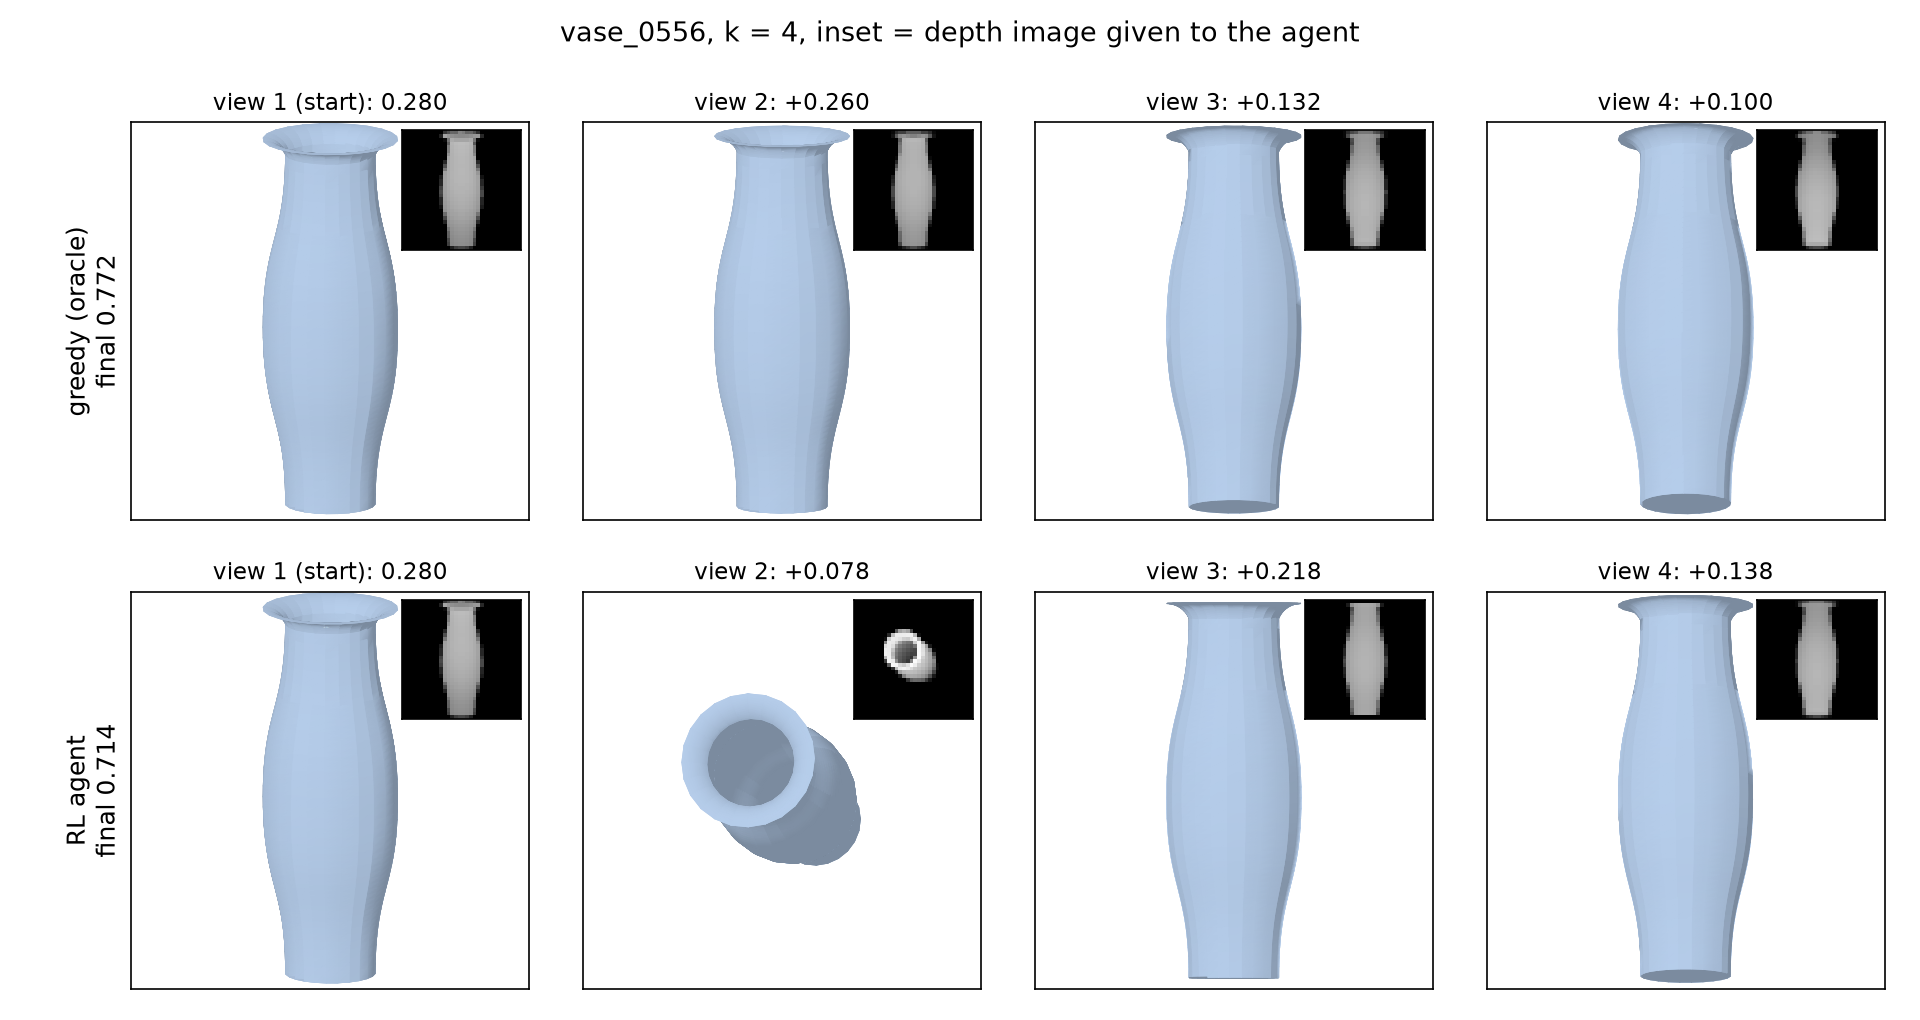 vase_0556, k = 4, inset = depth image given to the agent
greedy (oracle)
final 0.772
view 1 (start): 0.280
view 2: +0.260
view 3: +0.132
view 4: +0.100
RL agent
final 0.714
view 1 (start): 0.280
view 2: +0.078
view 3: +0.218
view 4: +0.138